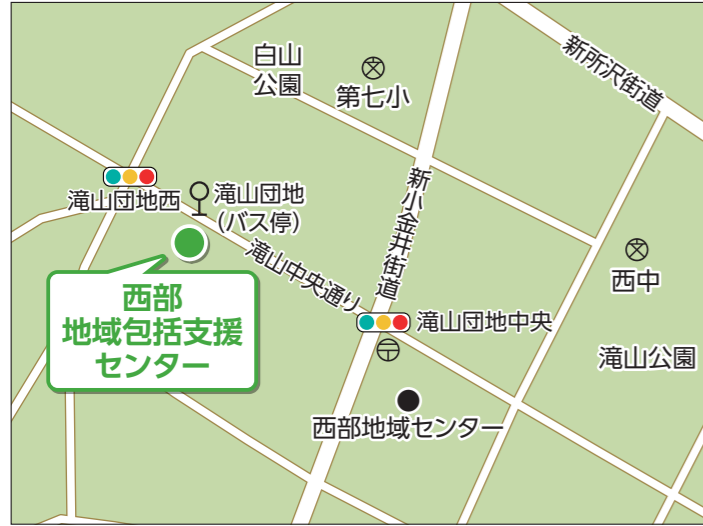 白山
公園
第七小
新所沢街道
滝山団地西
滝山団地
(バス停)
新小金井街道
滝山中央通り
西中
西部
地域包括支援
センター
滝山団地中央
滝山公園
西部地域センター